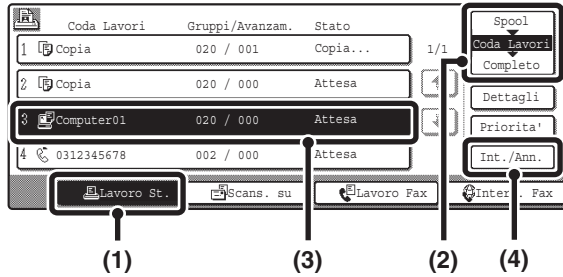 Coda Lavori Gruppi/Avanzam. Stato
1 Copia 020 / 001 Copia... 1/1
2 Copia 020 / 000 Attesa
3 Computer01 020 / 000 Attesa
4 0312345678 002 / 000 Attesa
Spool
Coda Lavori
Completo
Dettagli
Priorita'
Int./Ann.
Lavoro St. Scans. su Lavoro Fax Inter. Fax
(1) (3) (2) (4)